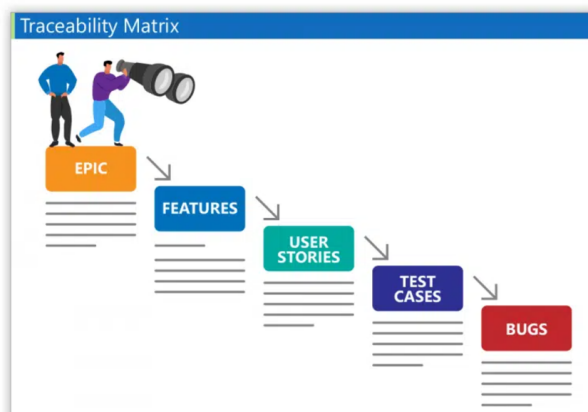 Traceability Matrix
EPIC
FEATURES
USER
STORIES
TEST
CASES
BUGS